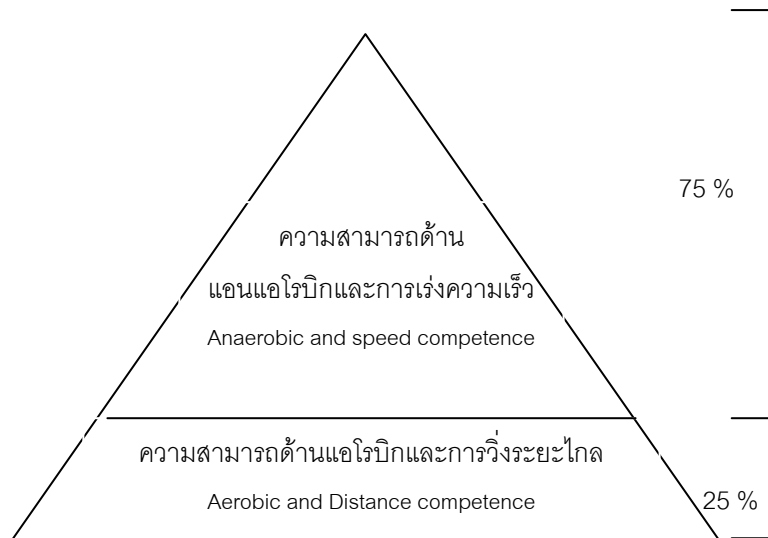 75 %
ความสามารถด้าน
แอนแอโรบิกและการเร่งความเร็ว
Anaerobic and speed competence
ความสามารถด้านแอโรบิกและการวิ่งระยะไกล
Aerobic and Distance competence
25 %